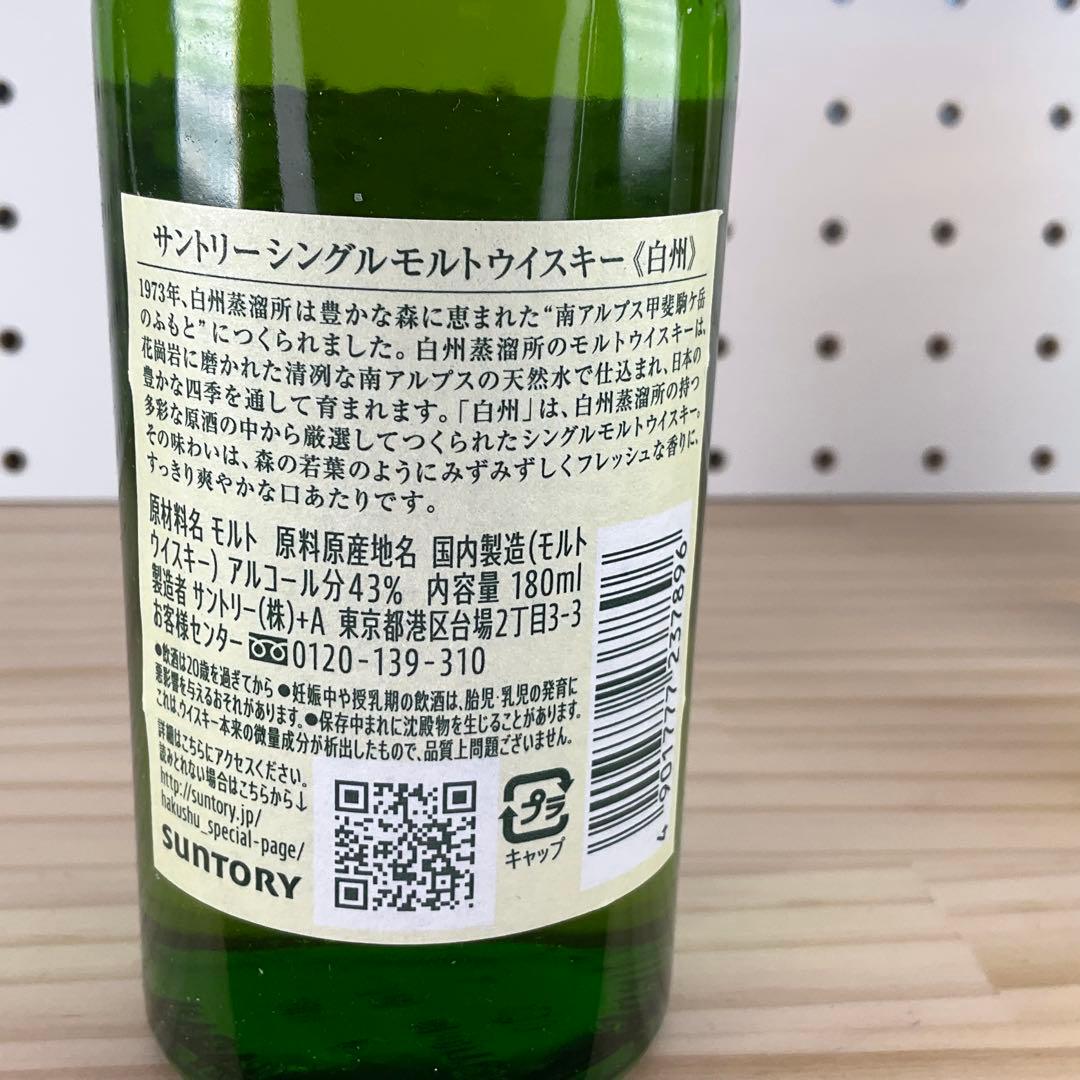 サントリーシングルモルトウイスキー《白州》
1973年、白州蒸溜所は豊かな森に恵まれた“南アルプス甲斐駒ケ岳
のふもと”につくられました。白州蒸溜所のモルトウイスキーは、
花崗岩に磨かれた清冽な南アルプスの天然水で仕込まれ、日本の
豊かな四季を通して育まれます。「白州」は、白州蒸溜所の持つ
多彩な原酒の中から厳選してつくられたシングルモルトウイスキー。
その味わいは、森の若葉のようにみずみずしくフレッシュな香りに、
すっきり爽やかな口あたりです。
原材料名 モルト 原料原産地名 国内製造(モルト
ウイスキー) アルコール分43% 内容量 180ml
製造者 サントリー(株)+A 東京都港区台場2丁目3-3
お客様センター 0120-139-310
●飲酒は20歳を過ぎてから ●妊娠中や授乳期の飲酒は、胎児・乳児の発育に
悪影響を与えるおそれがあります。●保存中まれに沈殿物を生じることがあります。
これは、ウイスキー本来の微量成分が析出したもので、品質上問題ございません。
詳細はこちらにアクセスください。
読みとれない場合はこちらから↓
http://suntory.jp/
hakushu_special-page/
SUNTORY
プラ
キャップ
4 901777 237896